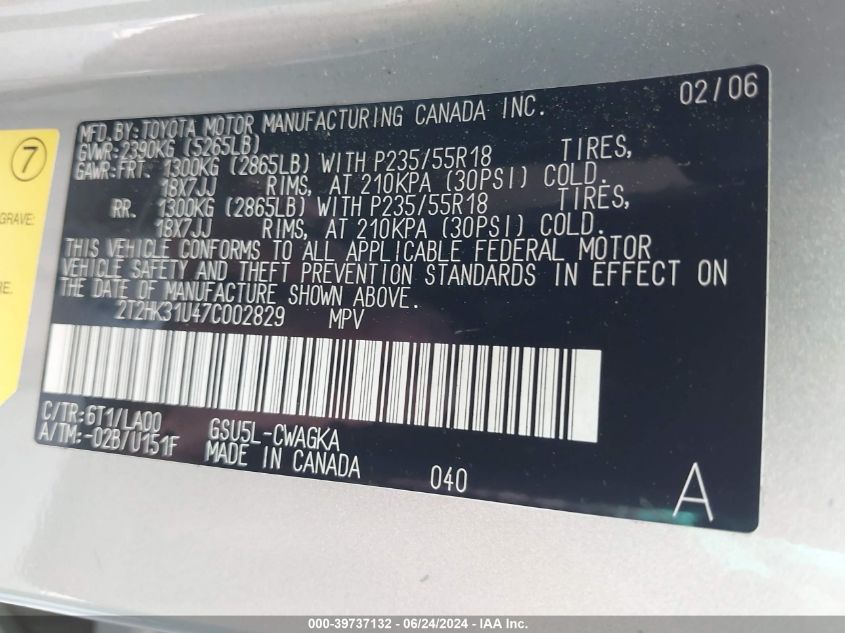 02/06
MFD. BY: TOYOTA MOTOR MANUFACTURING CANADA INC.
GVWR-2390KG (5265LB)
GAWR-FRT. 1300KG (2865LB) WITH P235/55R18 TIRES,
18X7JJ RIMS, AT 210KPA (30PSI) COLD.
RR. 1300KG (2865LB) WITH P235/55R18 TIRES,
18X7JJ RIMS, AT 210KPA (30PSI) COLD.
THIS VEHICLE CONFORMS TO ALL APPLICABLE FEDERAL MOTOR
VEHICLE SAFETY AND THEFT PREVENTION STANDARDS IN EFFECT ON
THE DATE OF MANUFACTURE SHOWN ABOVE.
2T2HK31U47C002829 MPV
C/TR:6T1/LA00
A/TM:-02B/U151F
GSU5L-CWAGKA
MADE IN CANADA
040
A
7
GRAVE:
RE.
000-39737132 - 06/24/2024 - IAA Inc.